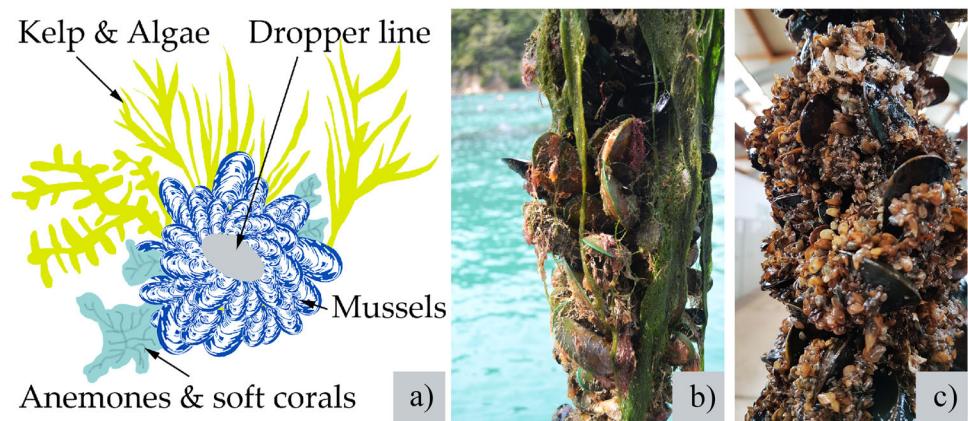 Kelp & Algae
Dropper line
Mussels
Anemones & soft corals
a)
b)
c)